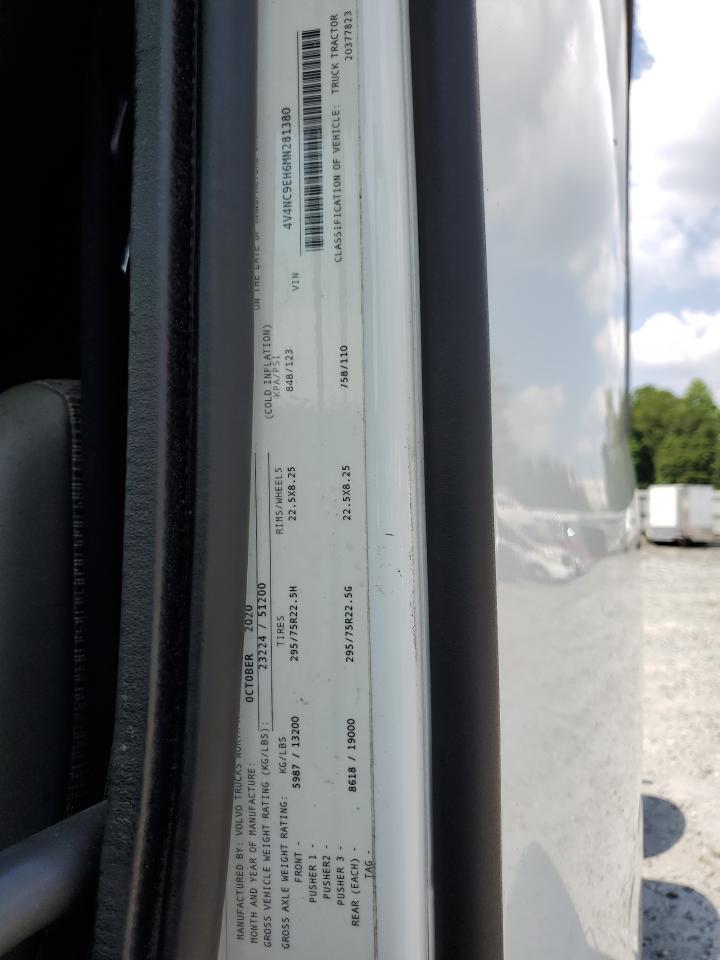 MANUFACTURED BY: VOLVO TRUCKS
MONTH AND YEAR OF MANUFACTURE: OCTOBER 2020
GROSS VEHICLE WEIGHT RATING (KG/LBS): 23224 / 51200
(COLD INFLATION)
GROSS AXLE WEIGHT RATING: KG/LBS TIRES RIMS/WHEELS KPA/PSI
FRONT - 5987 / 13200 295/75R22.5H 22.5X8.25 848/123
PUSHER 1 -
PUSHER2 -
PUSHER 3 -
REAR (EACH) - 8618 / 19000 295/75R22.5G 22.5X8.25 758/110
TAG -
ON THE DATE OF
VIN 4V4NC9EH6MN281380
CLASSIFICATION OF VEHICLE: TRUCK TRACTOR
20377823